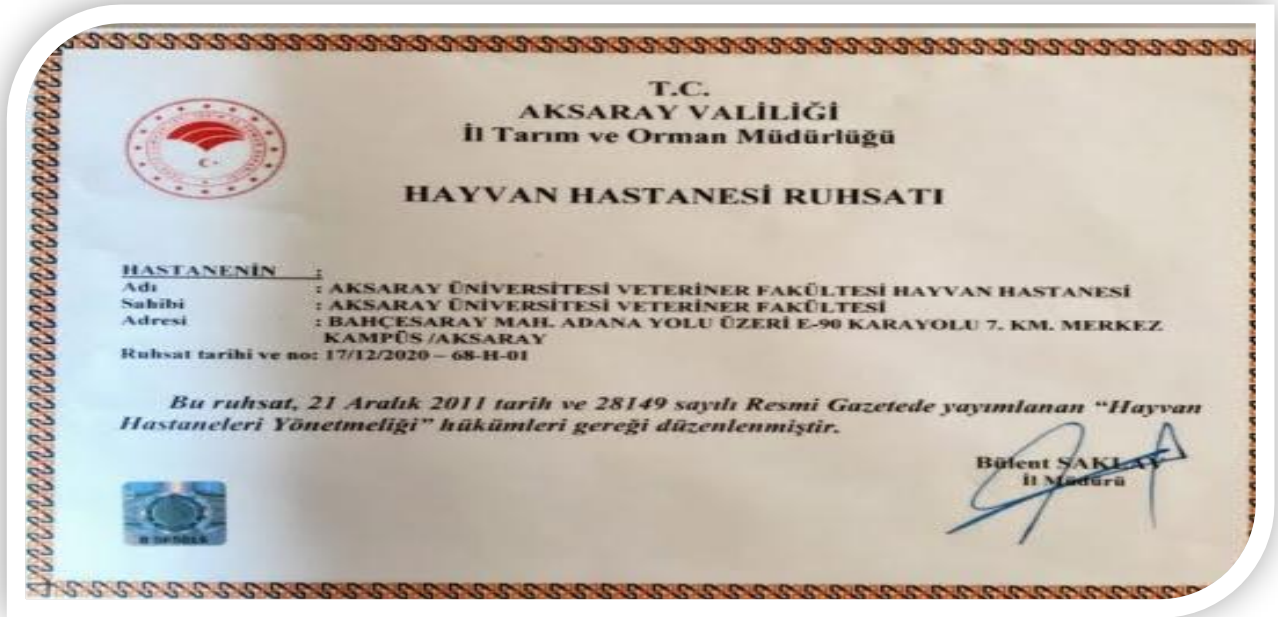 T.C.
AKSARAY VALİLİĞİ
İl Tarım ve Orman Müdürlüğü
HAYVAN HASTANESİ RUHSATI
HASTANENİN :
Adı : AKSARAY ÜNİVERSİTESİ VETERİNER FAKÜLTESİ HAYVAN HASTANESİ
Sahibi : AKSARAY ÜNİVERSİTESİ VETERİNER FAKÜLTESİ
Adresi : BAHÇESARAY MAH. ADANA YOLU ÜZERİ E-90 KARAYOLU 7. KM. MERKEZ
KAMPÜS /AKSARAY
Ruhsat tarihi ve no: 17/12/2020 – 68-H-01
Bu ruhsat, 21 Aralık 2011 tarih ve 28149 sayılı Resmi Gazetede yayımlanan “Hayvan
Hastaneleri Yönetmeliği” hükümleri gereği düzenlenmiştir.
Bülent SAKLAV
İl Müdürü